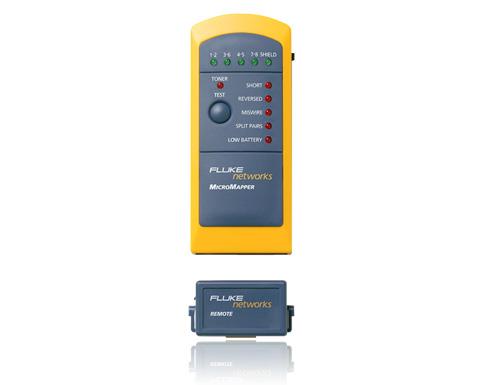 1-2 3-6 4-5 7-8 SHIELD
TONER
SHORT
TEST
REVERSED
MISWIRE
SPLIT PAIRS
LOW BATTERY
FLUKE
networks
MICROMAPPER
FLUKE
networks
REMOTE